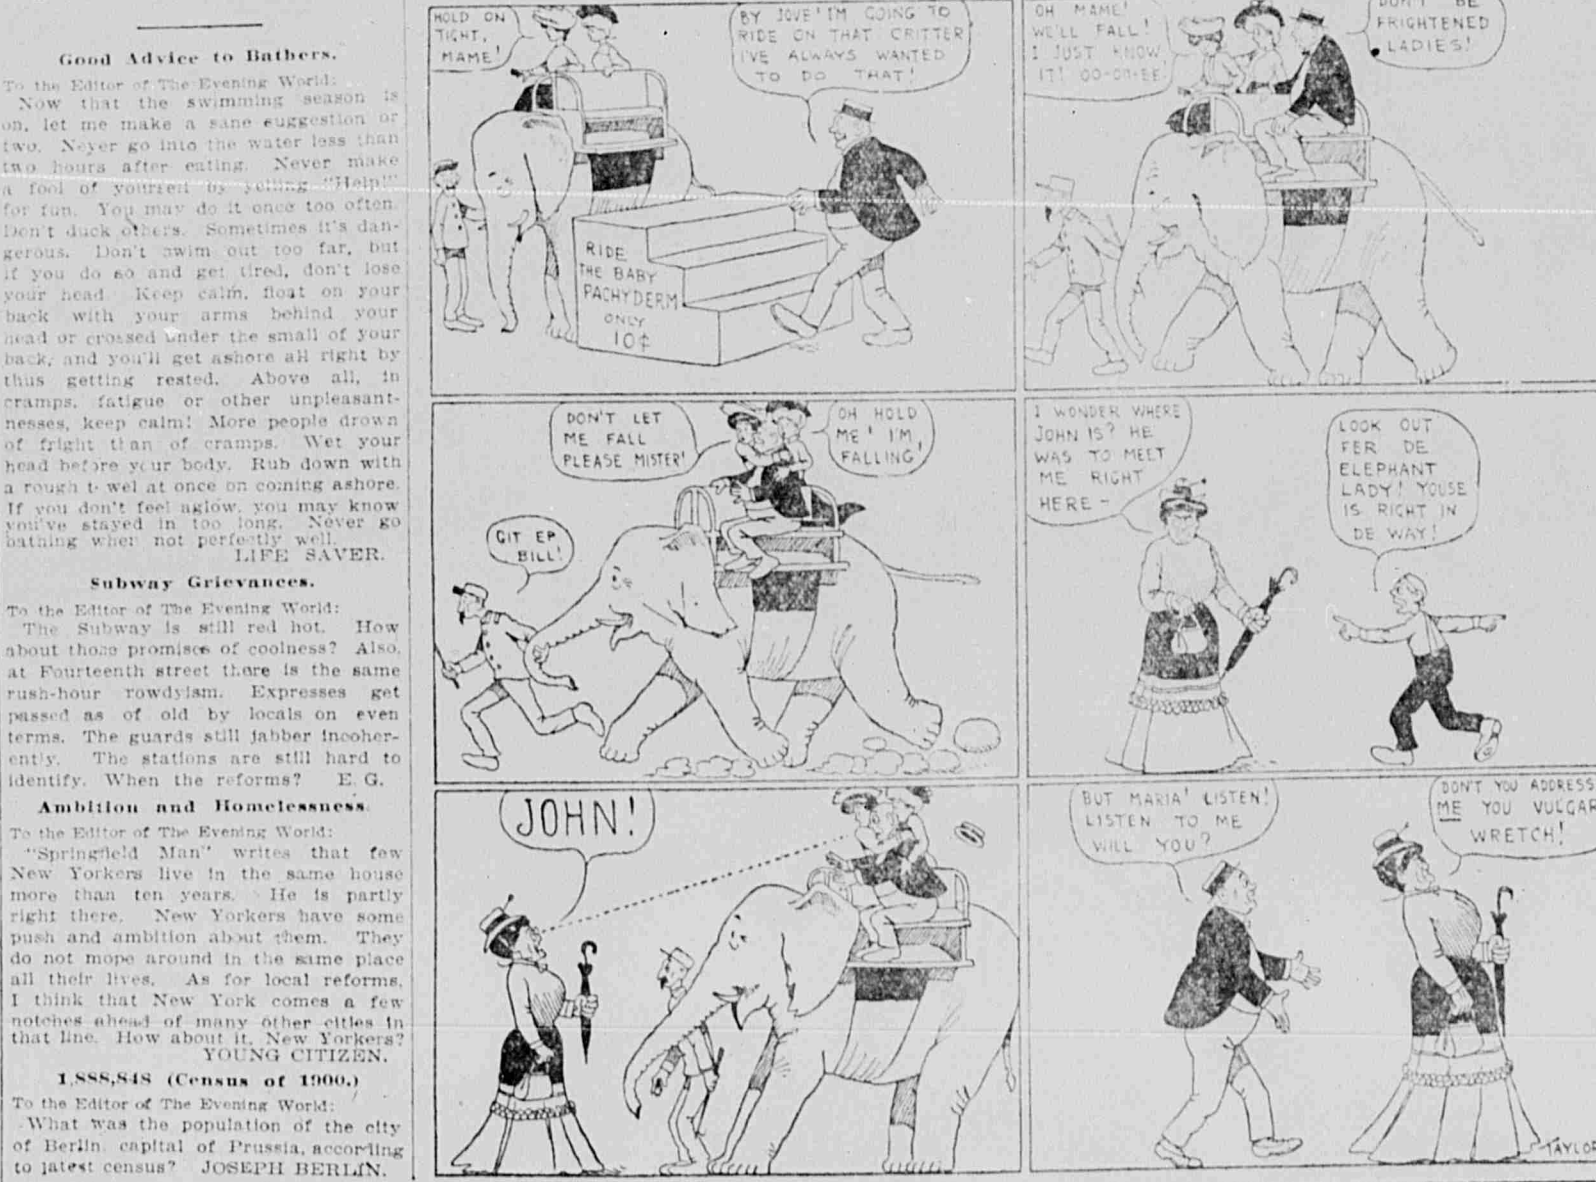 Good Advice to Bathers.
To the Editor of The Evening World:
Now that the swimming season is
on, let me make a sane suggestion or
two. Never go into the water less than
two hours after eating. Never make
a fool of yourself by yelling "Help!"
for fun. You may do it once too often.
Don't duck others. Sometimes it's dan-
gerous. Don't swim out too far, but
if you do so and get tired, don't lose
your head. Keep calm, float on your
back with your arms behind your
head or crossed under the small of your
back, and you'll get ashore all right by
thus getting rested. Above all, in
cramps, fatigue or other unpleasant-
nesses, keep calm! More people drown
of fright than of cramps. Wet your
head before your body. Rub down with
a rough t wel at once on coming ashore.
If you don't feel aglow, you may know
you've stayed in too long. Never go
bathing when not perfectly well.
LIFE SAVER.
Subway Grievances.
To the Editor of The Evening World:
The Subway is still red hot. How
about those promises of coolness? Also,
at Fourteenth street there is the same
rush-hour rowdyism. Expresses get
passed as of old by locals on even
terms. The guards still jabber incoher-
ently. The stations are still hard to
identify. When the reforms? E. G.
Ambition and Homelessness.
To the Editor of The Evening World:
"Springfield Man" writes that few
New Yorkers live in the same house
more than ten years. He is partly
right there. New Yorkers have some
push and ambition about them. They
do not mope around in the same place
all their lives. As for local reforms,
I think that New York comes a few
notches ahead of many other cities in
that line. How about it, New Yorkers?
YOUNG CITIZEN.
1,888,848 (Census of 1900.)
To the Editor of The Evening World:
What was the population of the city
of Berlin, capital of Prussia, according
to latest census? JOSEPH BERLIN.
HOLD ON
TIGHT,
MAME!
BY JOVE! I'M GOING TO
RIDE ON THAT CRITTER
I'VE ALWAYS WANTED
TO DO THAT!
RIDE
THE BABY
PACHYDERM
ONLY
10¢
OH MAME!
WE'LL FALL!
I JUST KNOW
IT! OO-OO-EE!
DON'T BE
FRIGHTENED
LADIES!
DON'T LET
ME FALL
PLEASE MISTER!
OH HOLD
ME! I'M
FALLING!
GIT EP
BILL!
I WONDER WHERE
JOHN IS? HE
WAS TO MEET
ME RIGHT
HERE -
LOOK OUT
FER DE
ELEPHANT
LADY! YOUSE
IS RIGHT IN
DE WAY!
JOHN!
BUT MARIA! LISTEN!
LISTEN TO ME
WILL YOU?
DON'T YOU ADDRESS
ME YOU VULGAR
WRETCH!
TAYLOR